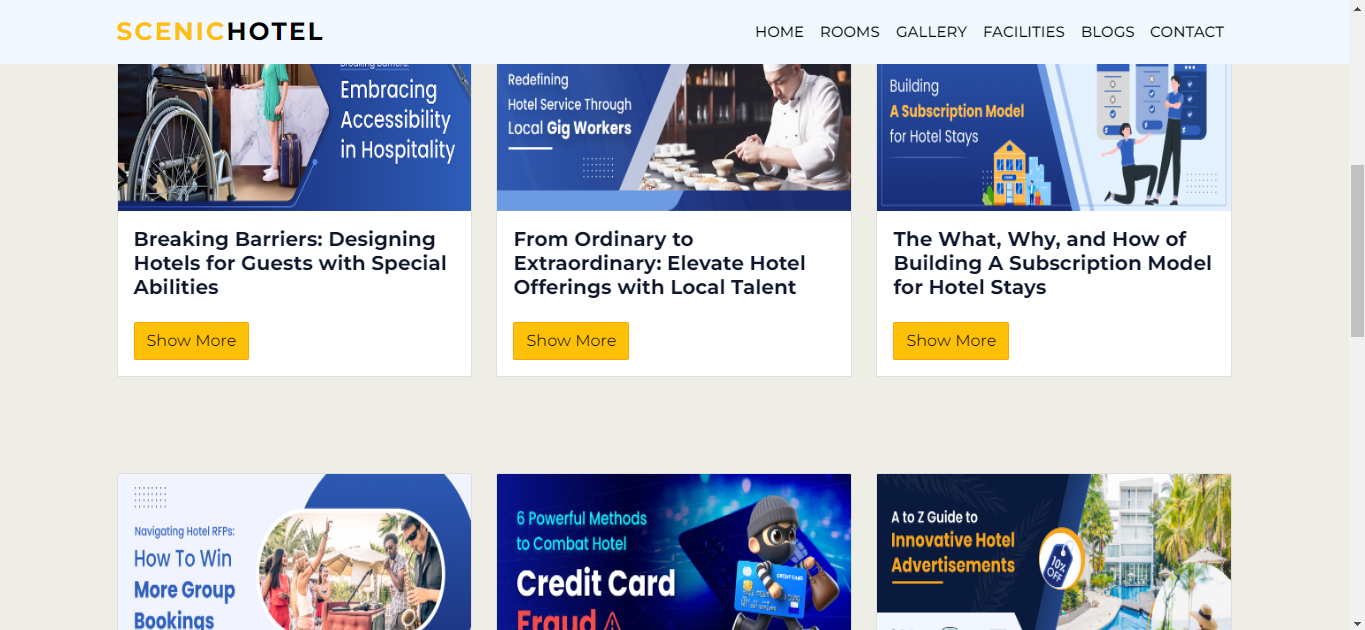 SCENICHOTEL
HOME ROOMS GALLERY FACILITIES BLOGS CONTACT
Breaking Barriers:
Embracing
Accessibility
in Hospitality
Redefining
Hotel Service Through
Local Gig Workers
Building
A Subscription Model
for Hotel Stays
Breaking Barriers: Designing
Hotels for Guests with Special
Abilities
Show More
From Ordinary to
Extraordinary: Elevate Hotel
Offerings with Local Talent
Show More
The What, Why, and How of
Building A Subscription Model
for Hotel Stays
Show More
Navigating Hotel RFPs:
How To Win
More Group
Bookings
6 Powerful Methods
to Combat Hotel
Credit Card
Fraud
CREDIT CARD
A to Z Guide to
Innovative Hotel
Advertisements
10%
OFF